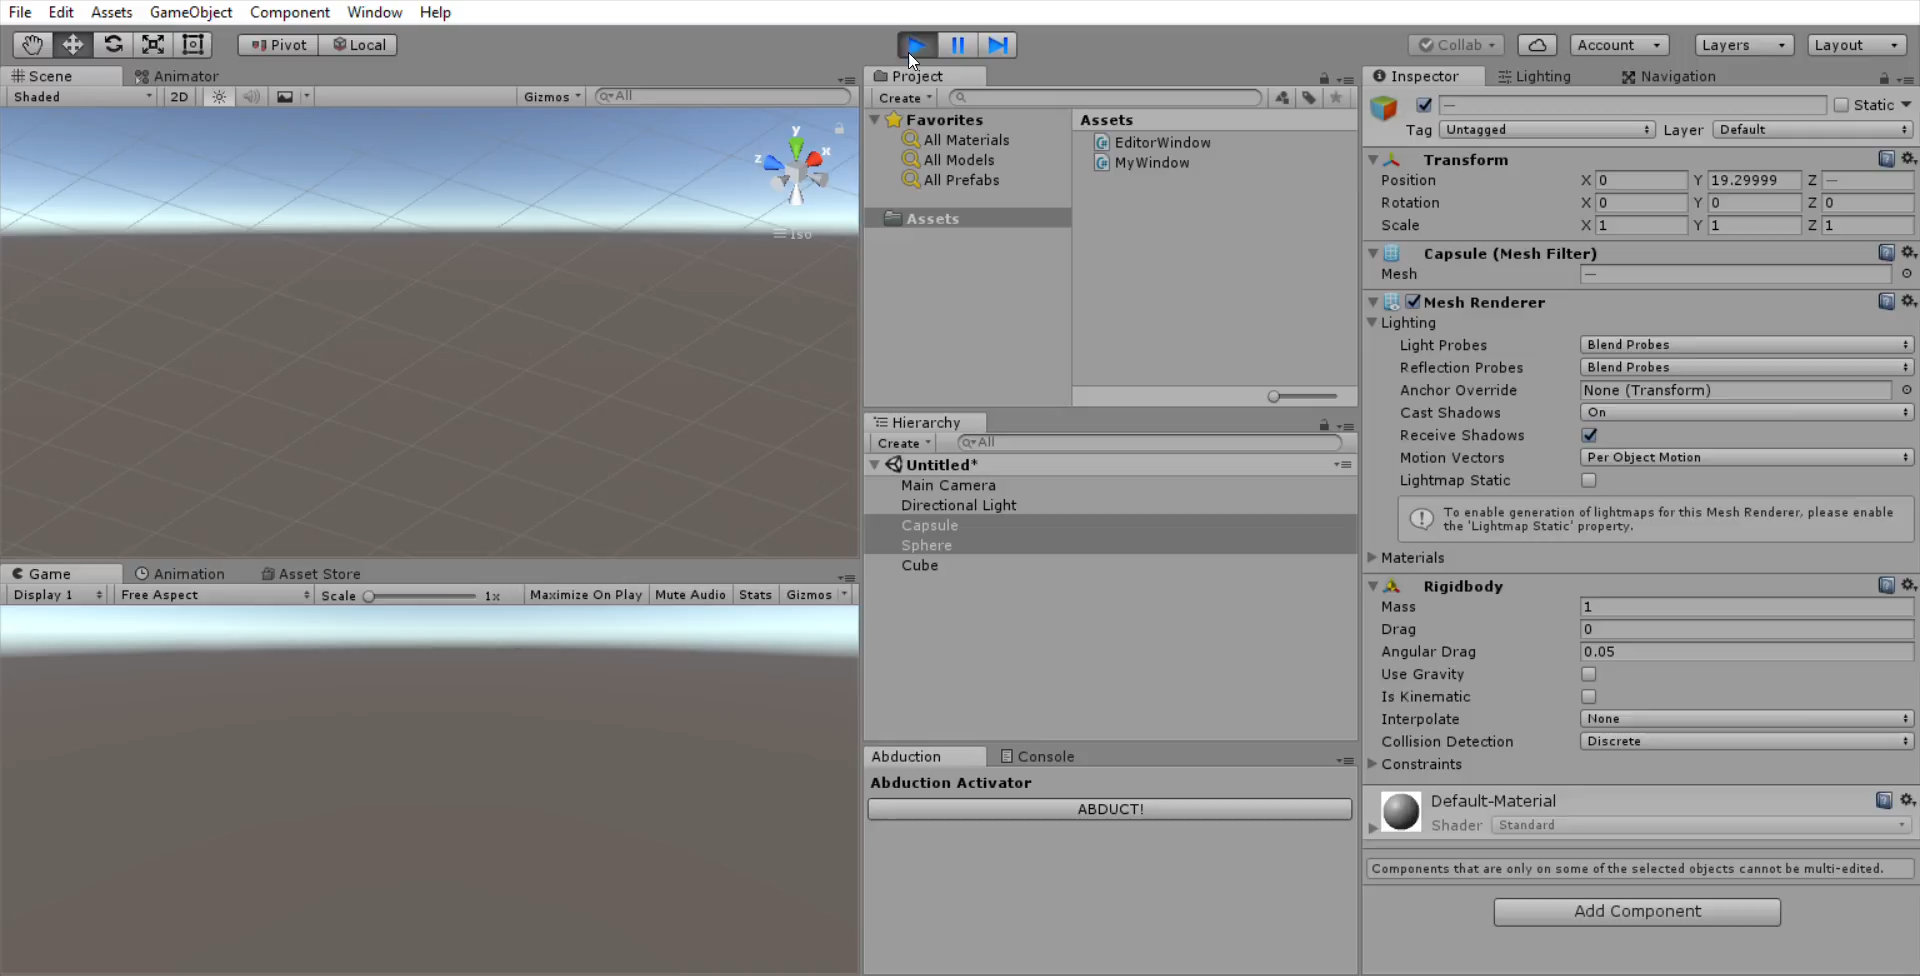 File Edit Assets GameObject Component Window Help
Pivot Local Collab Account Layers Layout
Scene Animator
Shaded 2D Gizmos All
y
z x
Iso
Game Animation Asset Store
Display 1 Free Aspect Scale 1x Maximize On Play Mute Audio Stats Gizmos
Project
Create
Favorites
All Materials
All Models
All Prefabs
Assets
Assets
EditorWindow
MyWindow
Hierarchy
Create All
Untitled*
Main Camera
Directional Light
Capsule
Sphere
Cube
Abduction Console
Abduction Activator
ABDUCT!
Inspector Lighting Navigation
— Static
Tag Untagged Layer Default
Transform
Position X 0 Y 19.29999 Z —
Rotation X 0 Y 0 Z 0
Scale X 1 Y 1 Z 1
Capsule (Mesh Filter)
Mesh —
Mesh Renderer
Lighting
Light Probes Blend Probes
Reflection Probes Blend Probes
Anchor Override None (Transform)
Cast Shadows On
Receive Shadows
Motion Vectors Per Object Motion
Lightmap Static
To enable generation of lightmaps for this Mesh Renderer, please enable
the 'Lightmap Static' property.
Materials
Rigidbody
Mass 1
Drag 0
Angular Drag 0.05
Use Gravity
Is Kinematic
Interpolate None
Collision Detection Discrete
Constraints
Default-Material
Shader Standard
Components that are only on some of the selected objects cannot be multi-edited.
Add Component